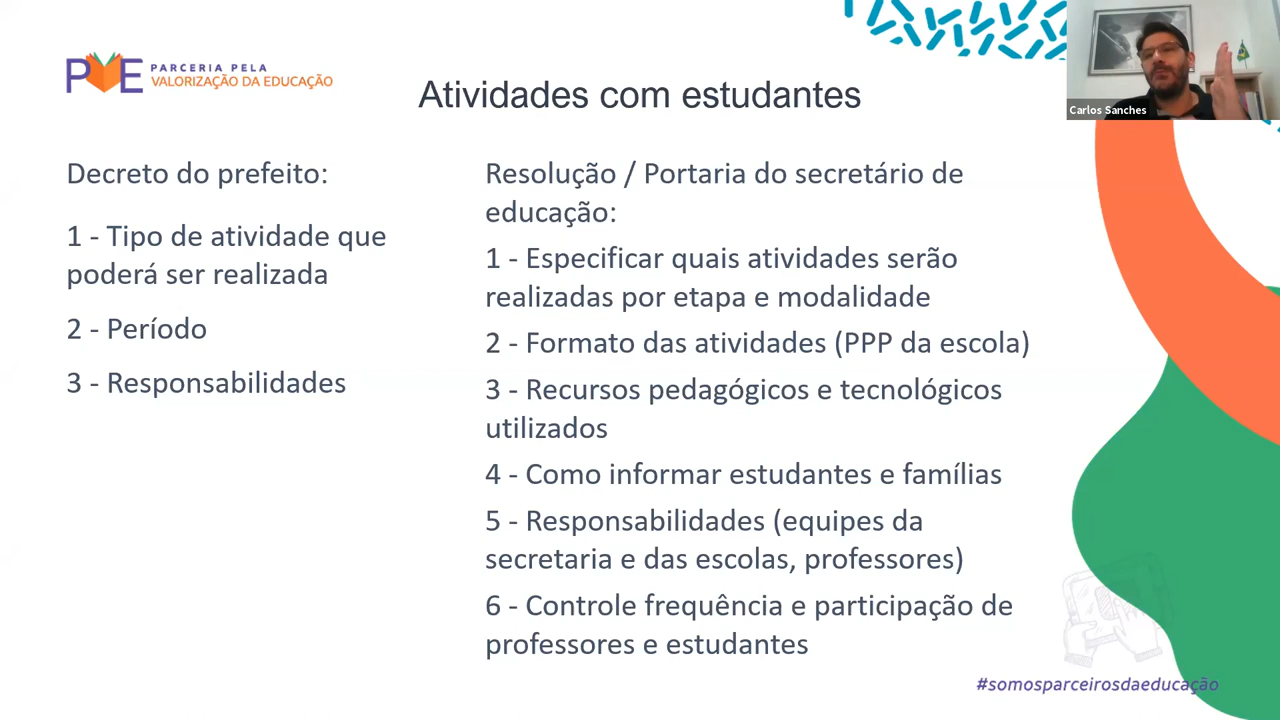 PVE PARCERIA PELA
VALORIZAÇÃO DA EDUCAÇÃO
Atividades com estudantes
Carlos Sanches
Decreto do prefeito:
1 - Tipo de atividade que
poderá ser realizada
2 - Período
3 - Responsabilidades
Resolução / Portaria do secretário de
educação:
1 - Especificar quais atividades serão
realizadas por etapa e modalidade
2 - Formato das atividades (PPP da escola)
3 - Recursos pedagógicos e tecnológicos
utilizados
4 - Como informar estudantes e famílias
5 - Responsabilidades (equipes da
secretaria e das escolas, professores)
6 - Controle frequência e participação de
professores e estudantes
#somosparceirosdaeducação